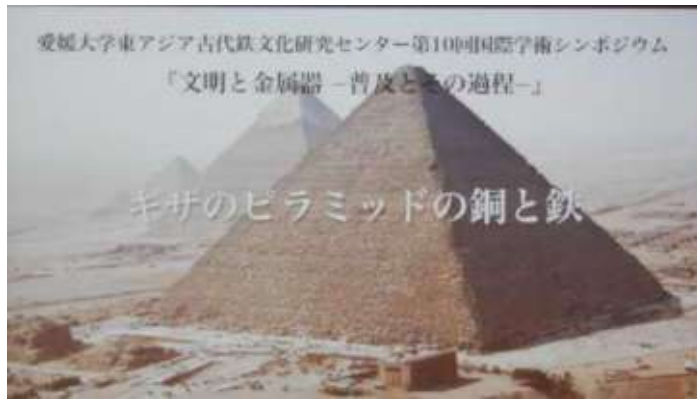 愛媛大学東アジア古代鉄文化研究センター第10回国際学術シンポジウム
『文明と金属器 –普及とその過程–』
ギザのピラミッドの銅と鉄